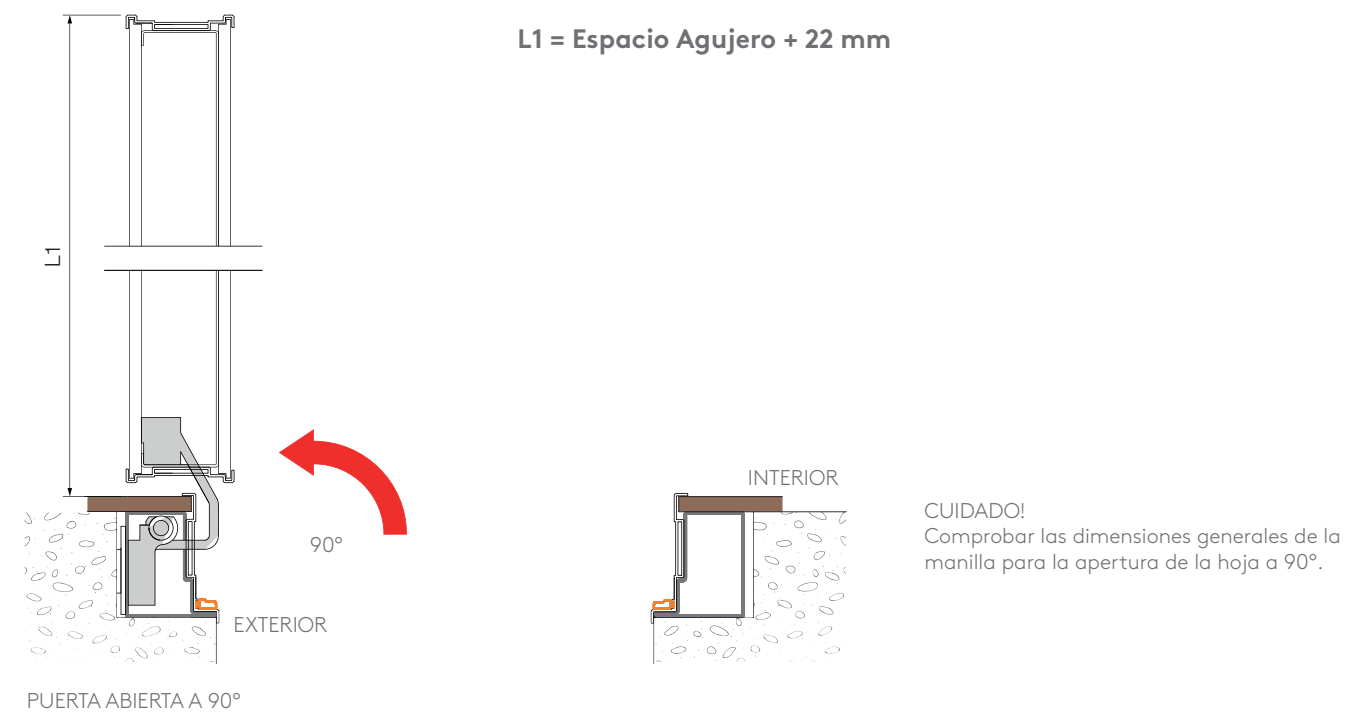 L1 = Espacio Agujero + 22 mm
L1
90°
INTERIOR
EXTERIOR
CUIDADO!
Comprobar las dimensiones generales de la
manilla para la apertura de la hoja a 90°.
PUERTA ABIERTA A 90°